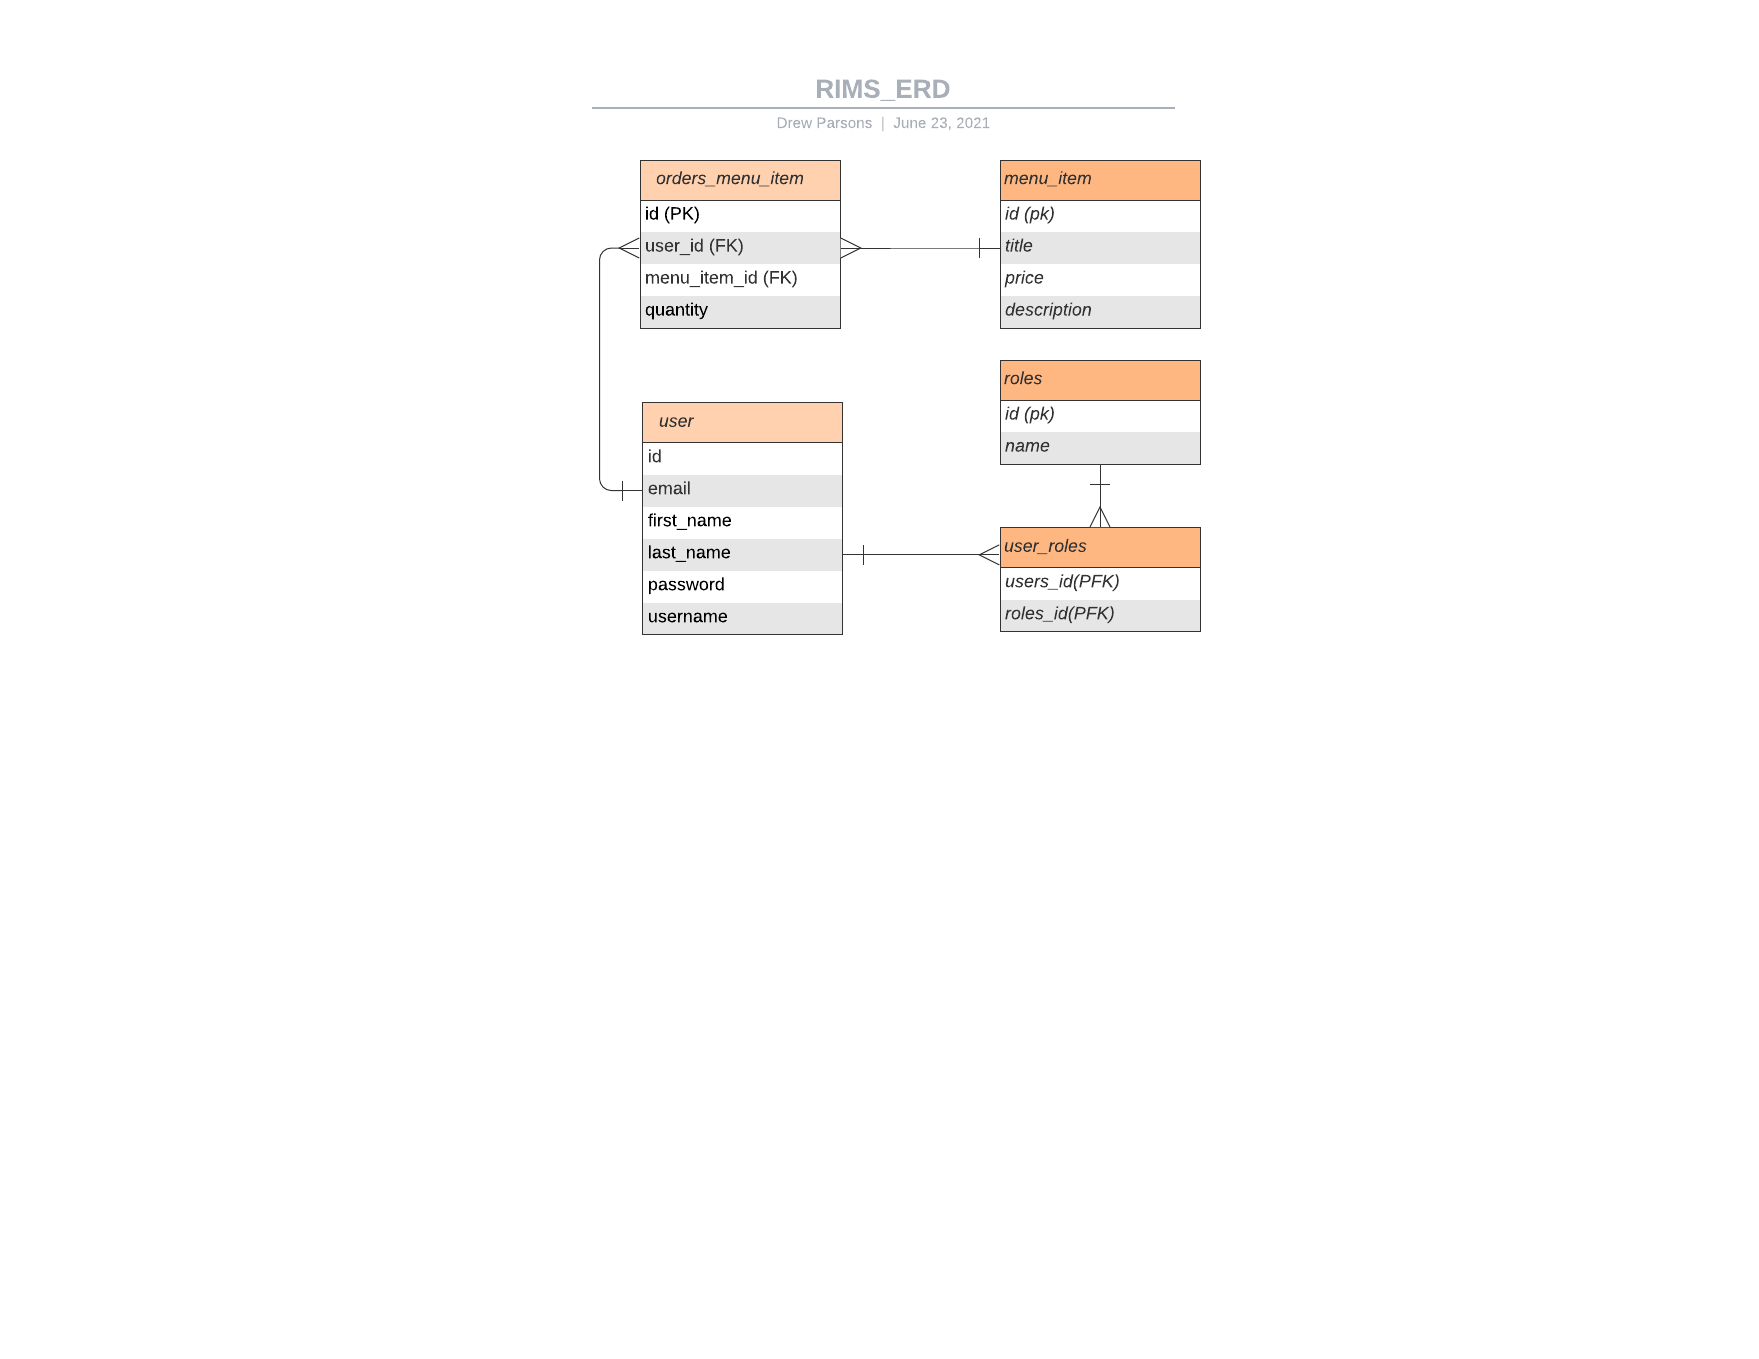 RIMS_ERD
Drew Parsons | June 23, 2021
orders_menu_item
id (PK)
user_id (FK)
menu_item_id (FK)
quantity
menu_item
id (pk)
title
price
description
roles
id (pk)
name
user
id
email
first_name
last_name
password
username
user_roles
users_id(PFK)
roles_id(PFK)